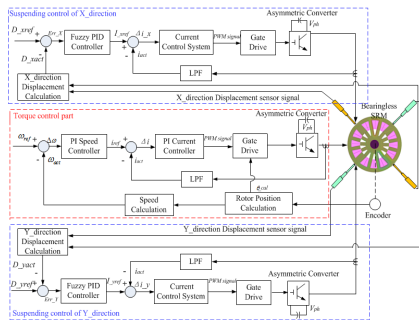 Suspending control of X_direction
Asymmetric Converter
V_ph
D_xref
Err_X
Fuzzy PID Controller
I_xref
Δi_x
Current Control System
PWM signal
Gate Drive
D_xact
I_act
LPF
X_direction Displacement Calculation
X_direction Displacement sensor signal
Bearingless SRM
Torque control part
Asymmetric Converter
V_ph
ω_ref
Δω
PI Speed Controller
i_ref
Δi
PI Current Controller
PWM signal
Gate Drive
ω_act
I_act
LPF
Speed Calculation
Rotor Position Calculation
Encoder
Y_direction Displacement sensor signal
Y_direction Displacement Calculation
D_yact
I_act
LPF
Asymmetric Converter
D_yref
Err_Y
Fuzzy PID Controller
I_yref
Δi_y
Current Control System
PWM signal
Gate Drive
V_ph
Suspending control of Y_direction